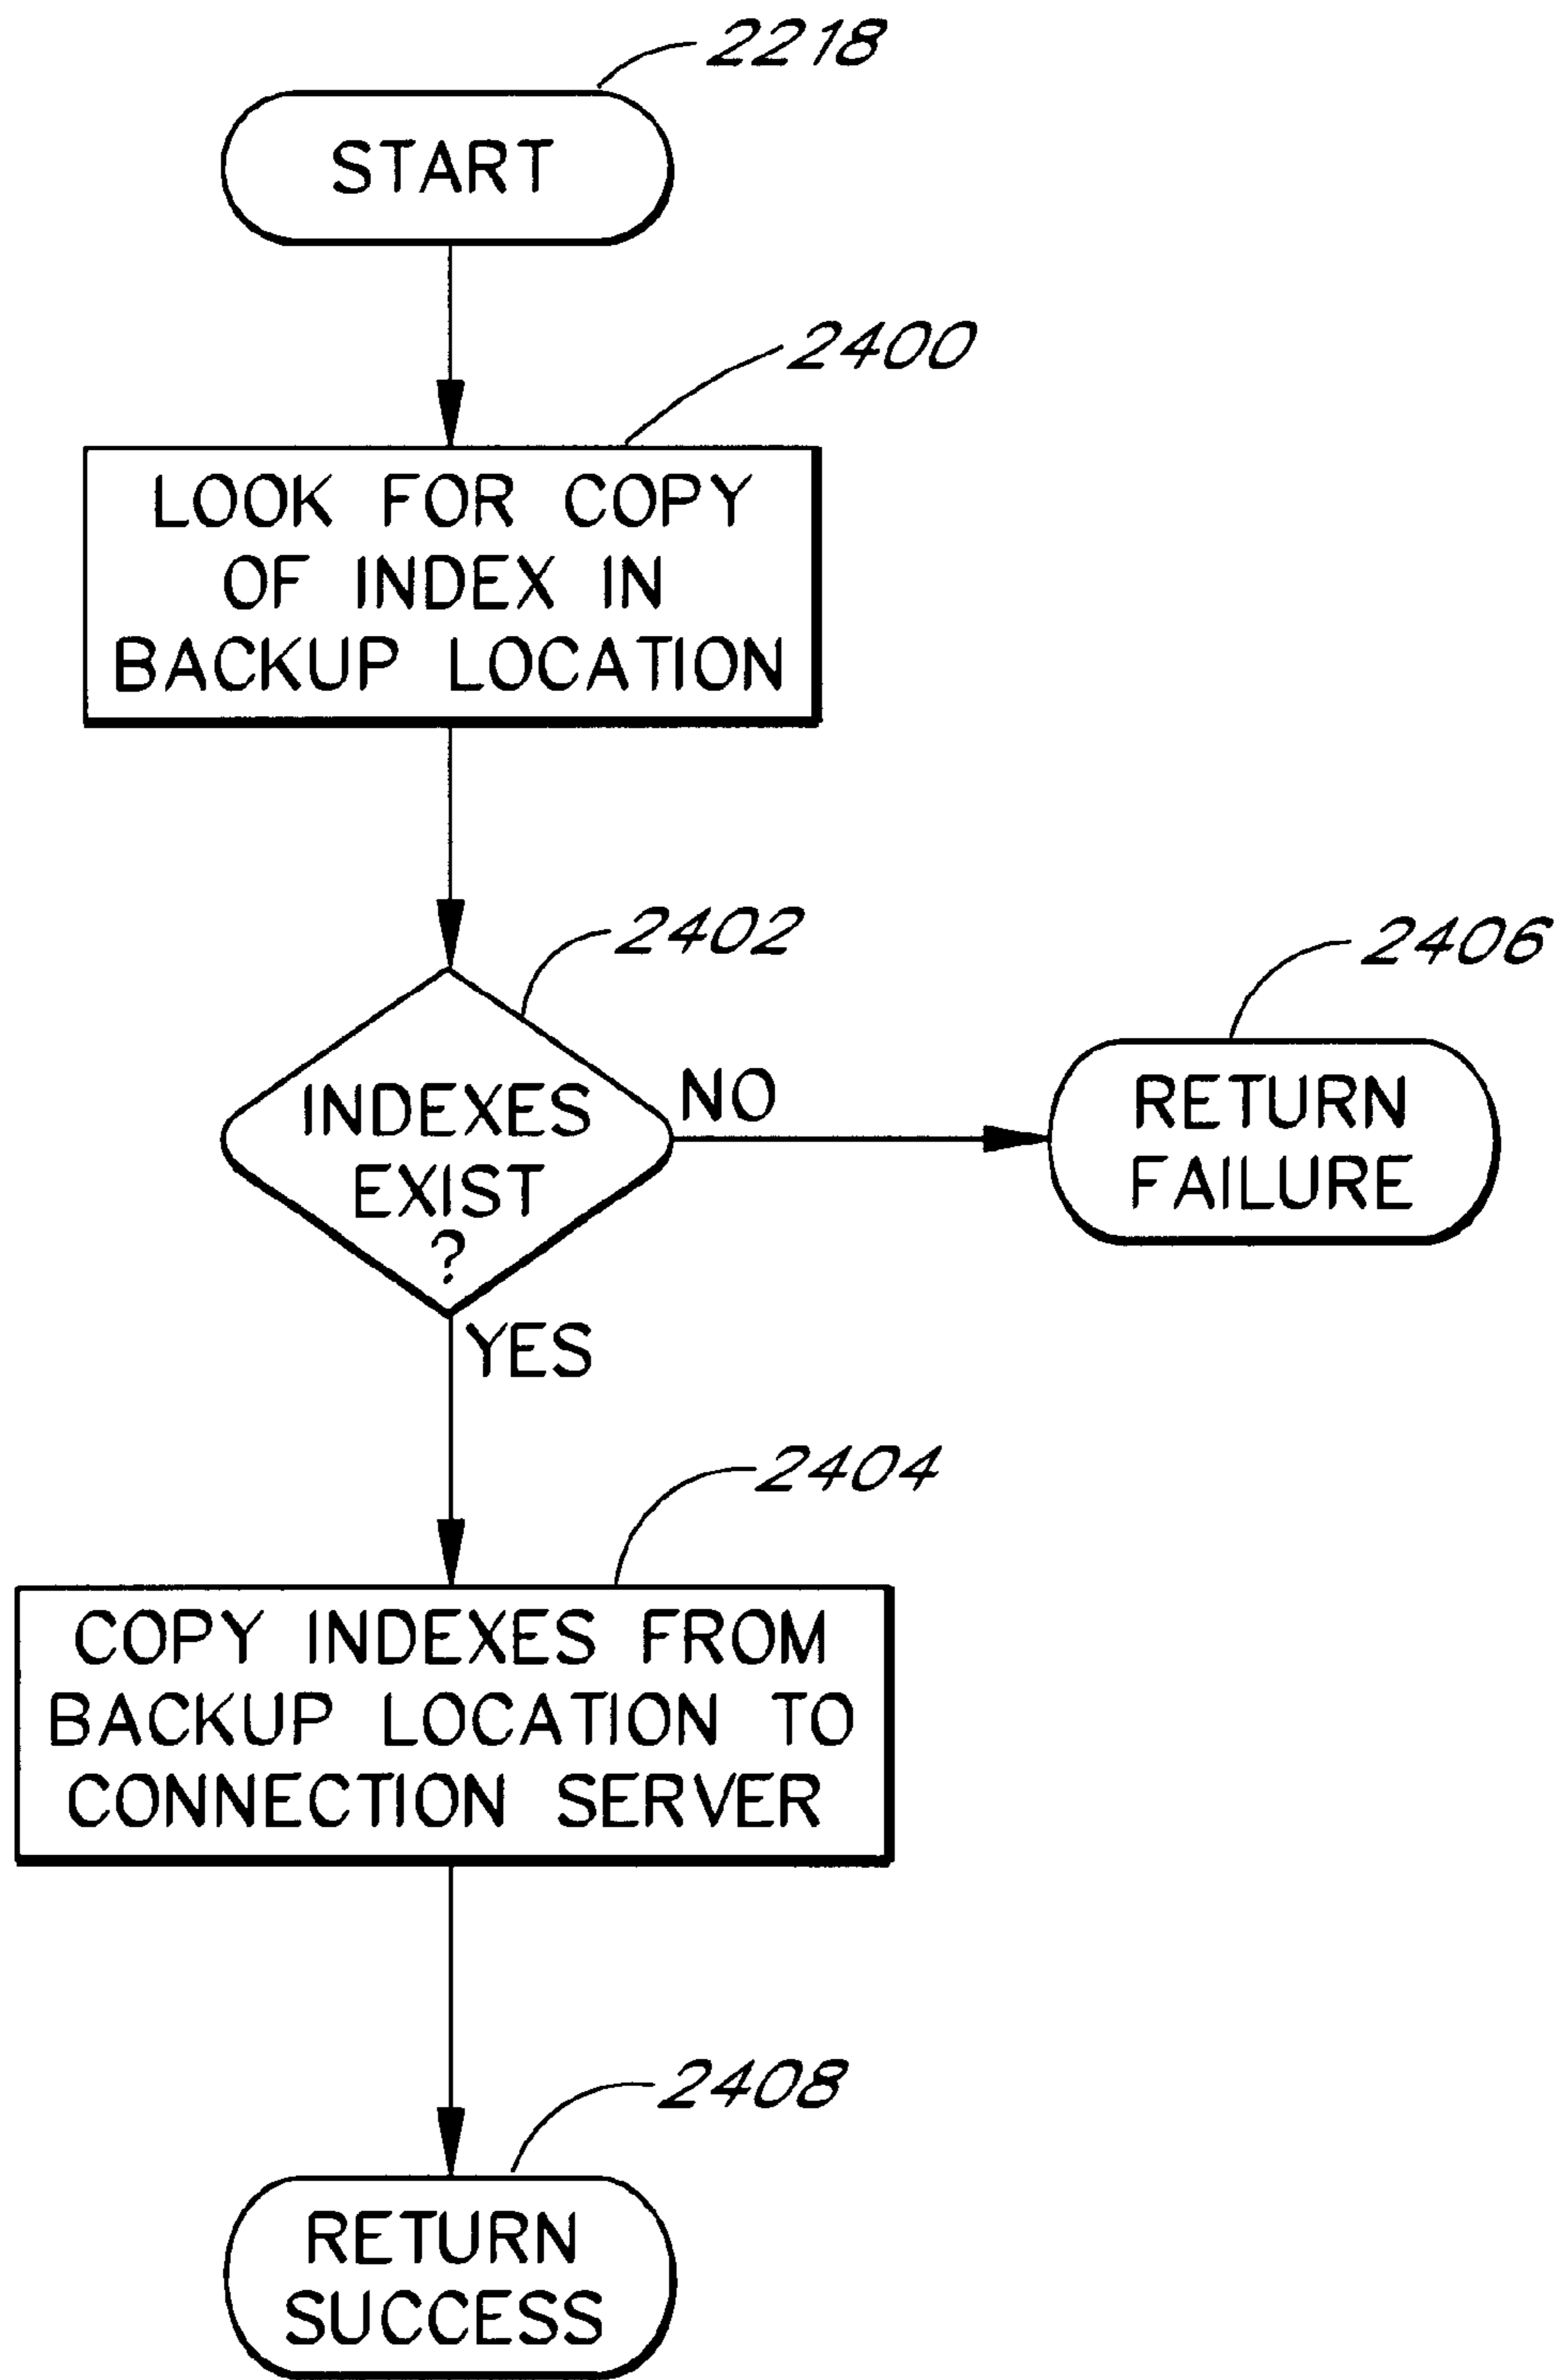 2218
START
2400
LOOK FOR COPY
OF INDEX IN
BACKUP LOCATION
2402
2406
INDEXES
EXIST
?
NO
RETURN
FAILURE
YES
2404
COPY INDEXES FROM
BACKUP LOCATION TO
CONNECTION SERVER
2408
RETURN
SUCCESS